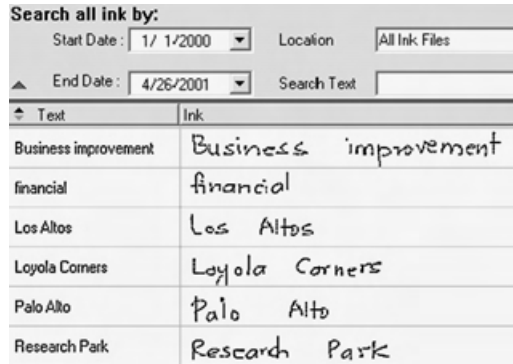 Search all ink by:
Start Date : 1/ 1/2000 Location All Ink Files
End Date : 4/26/2001 Search Text
Text Ink
Business improvement Business improvement
financial financial
Los Altos Los Altos
Loyola Corners Loyola Corners
Palo Alto Palo Alto
Research Park Research Park